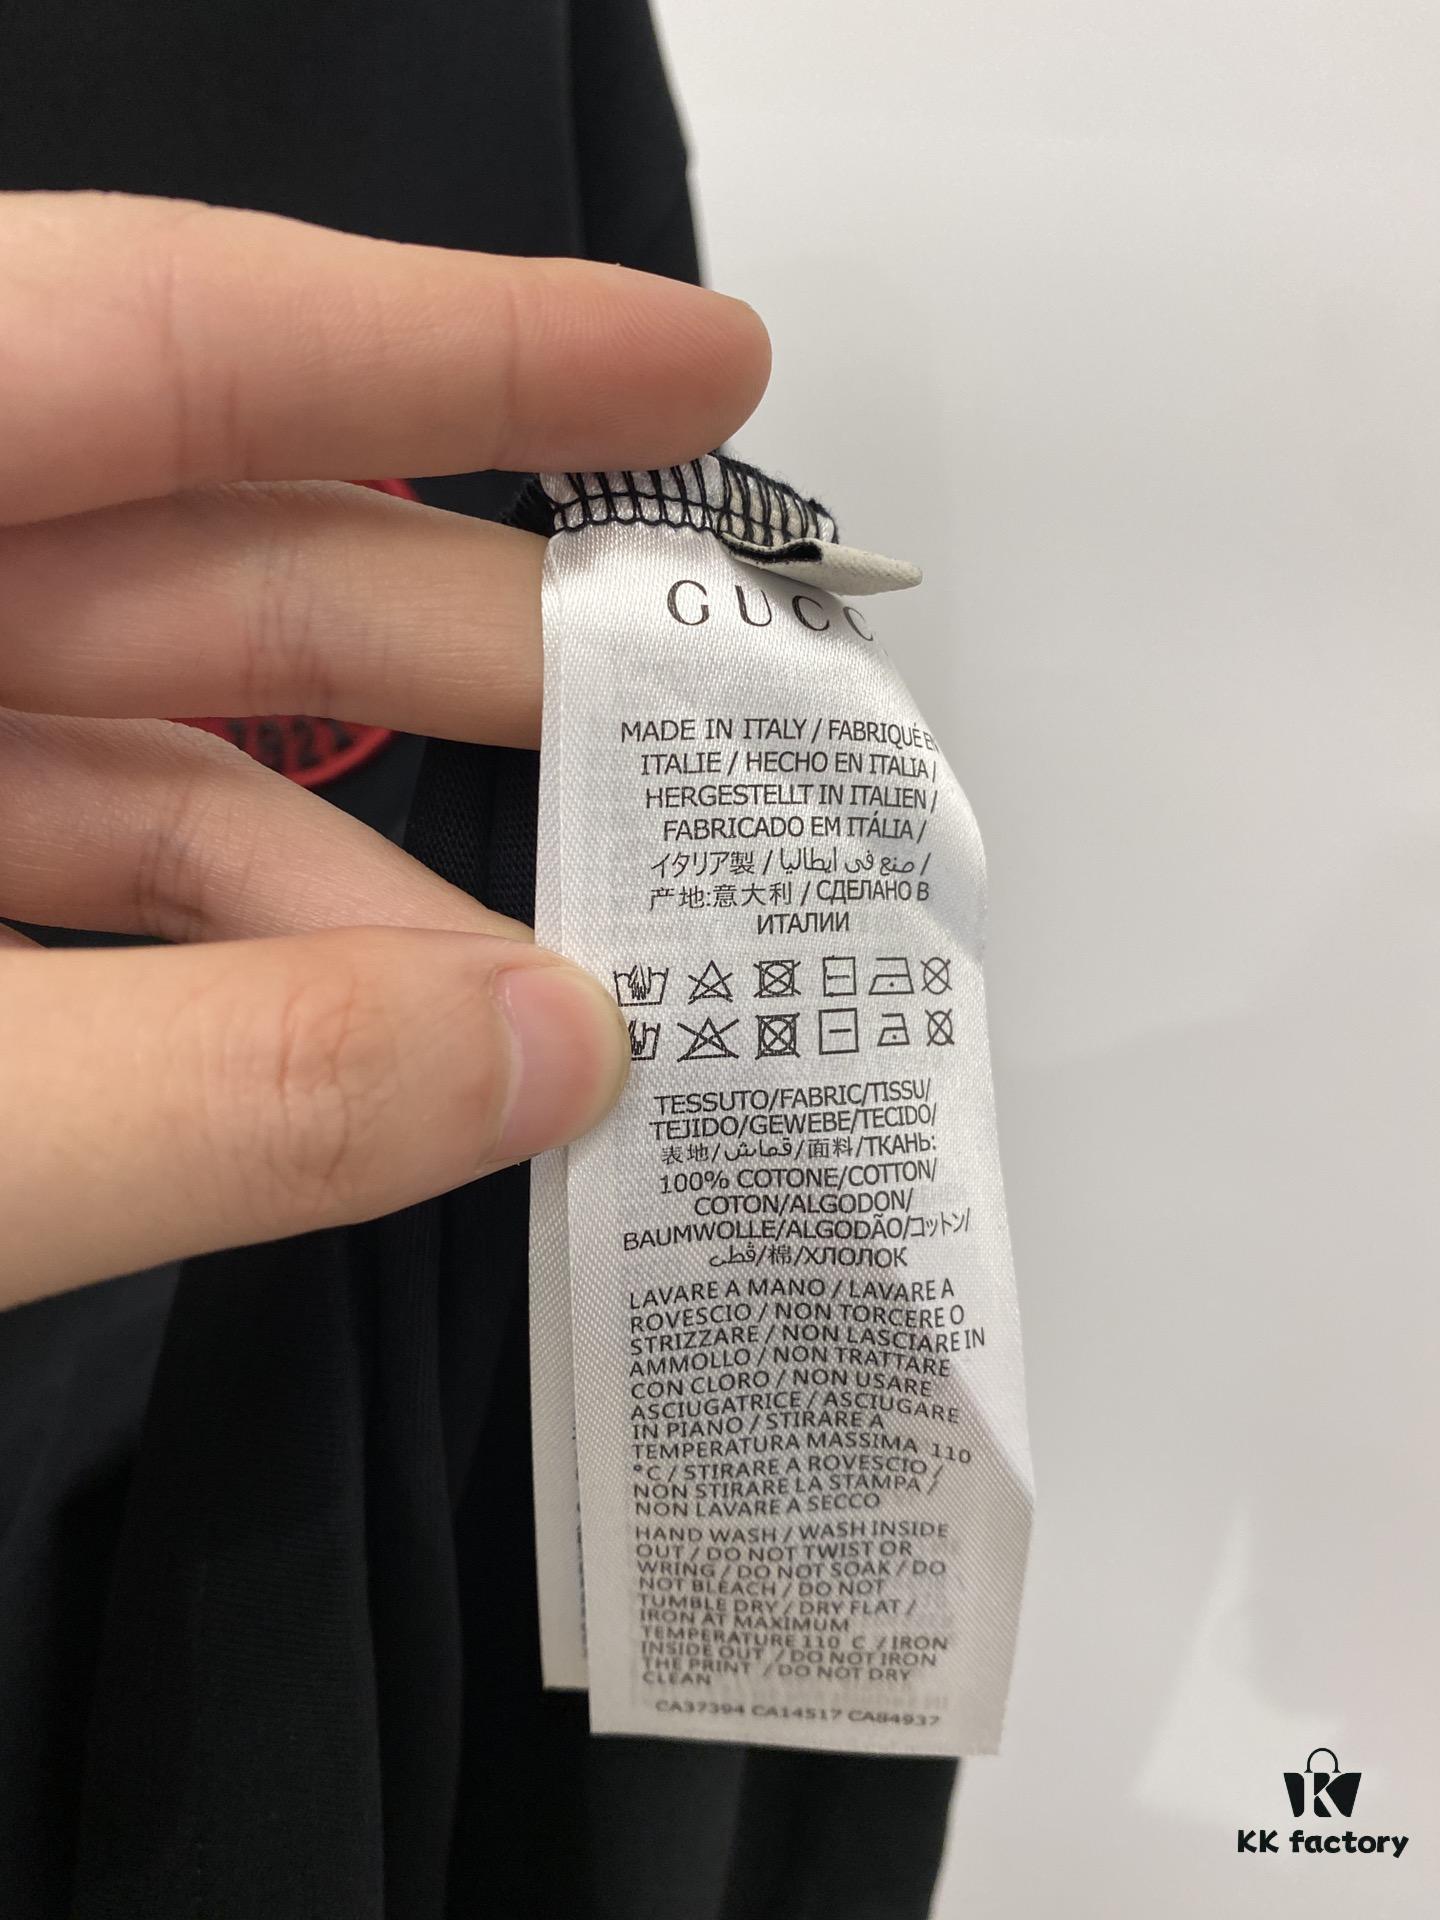 1921
GUCC
MADE IN ITALY / FABRIQUÉ EN
ITALIE / HECHO EN ITALIA /
HERGESTELLT IN ITALIEN /
FABRICADO EM ITÁLIA /
イタリア製 / صنع في ايطاليا /
产地:意大利 / СДЕЛАНО В
ИТАЛИИ
TESSUTO/FABRIC/TISSU/
TEJIDO/GEWEBE/TECIDO/
表地/قماش/面料/ТКАНЬ:
100% COTONE/COTTON/
COTON/ALGODON/
BAUMWOLLE/ALGODÃO/コットン/
قطن/棉/ХЛОПОК
LAVARE A MANO / LAVARE A
ROVESCIO / NON TORCERE O
STRIZZARE / NON LASCIARE IN
AMMOLLO / NON TRATTARE
CON CLORO / NON USARE
ASCIUGATRICE / ASCIUGARE
IN PIANO / STIRARE A
TEMPERATURA MASSIMA 110
°C / STIRARE A ROVESCIO /
NON STIRARE LA STAMPA /
NON LAVARE A SECCO
HAND WASH / WASH INSIDE
OUT / DO NOT TWIST OR
WRING / DO NOT SOAK / DO
NOT BLEACH / DO NOT
TUMBLE DRY / DRY FLAT /
IRON AT MAXIMUM
TEMPERATURE 110 C / IRON
INSIDE OUT / DO NOT IRON
THE PRINT / DO NOT DRY
CLEAN
CA37394 CA14517 CA84937
KK factory